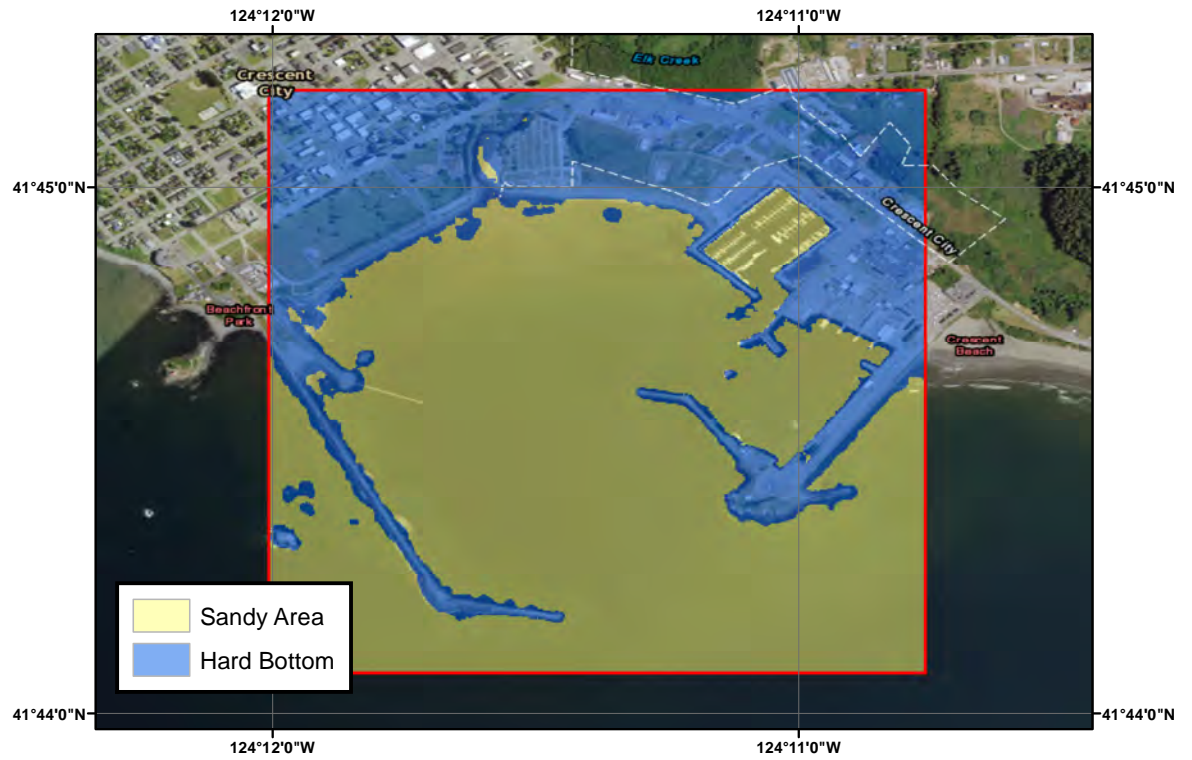 124°12'0"W
124°11'0"W
Elk Creek
Crescent
City
41°45'0"N
41°45'0"N
Crescent City
Beachfront
Park
Crescent
Beach
Sandy Area
Hard Bottom
41°44'0"N
41°44'0"N
124°12'0"W
124°11'0"W